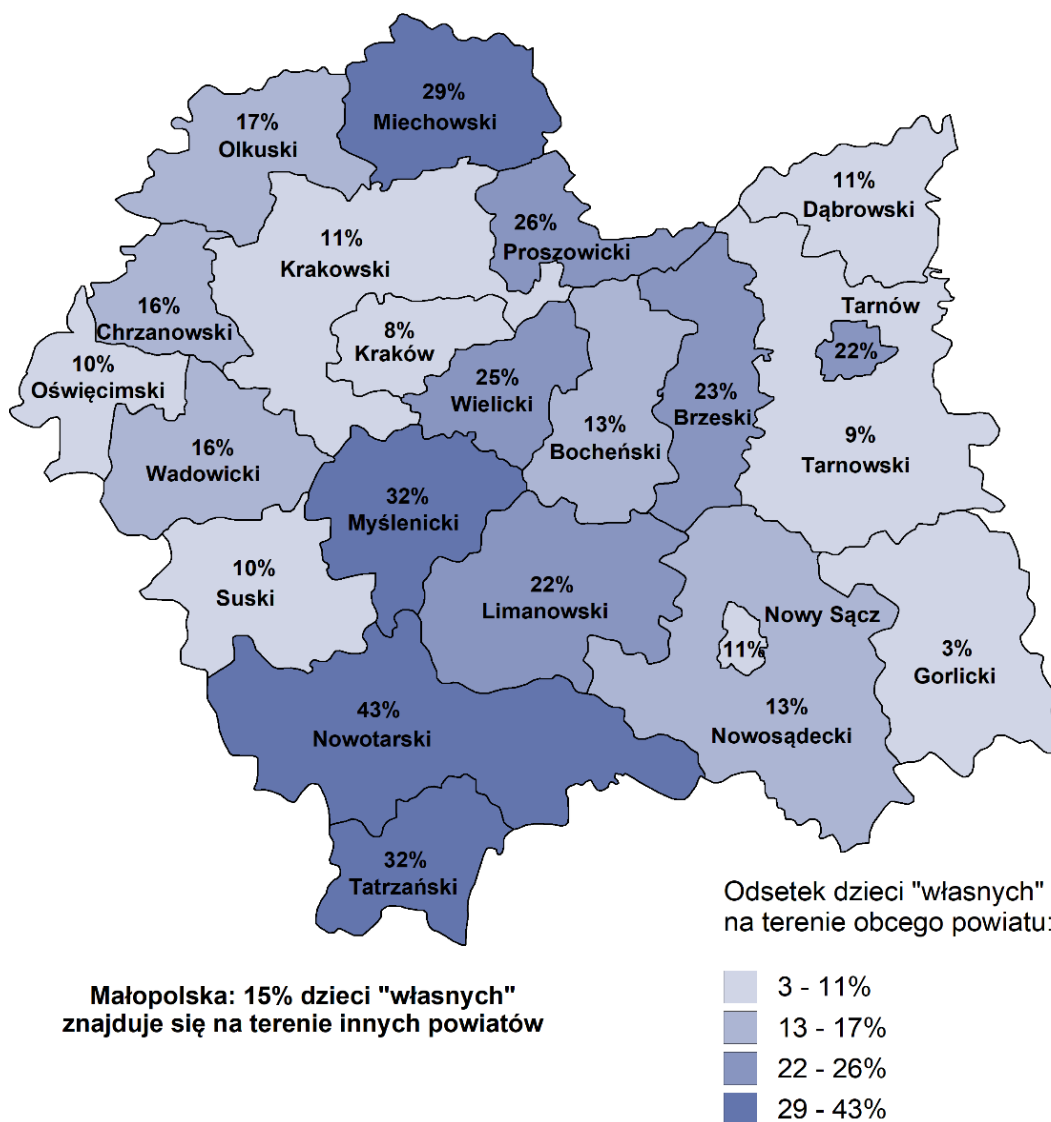 29%
Miechowski
17%
Olkuski
11%
Dąbrowski
26%
Proszowicki
11%
Krakowski
16%
Chrzanowski
Tarnów
22%
8%
Kraków
10%
Oświęcimski
25%
Wielicki
23%
Brzeski
13%
Bocheński
9%
Tarnowski
16%
Wadowicki
32%
Myślenicki
10%
Suski
22%
Limanowski
Nowy Sącz
11%
3%
Gorlicki
43%
Nowotarski
13%
Nowosądecki
32%
Tatrzański
Odsetek dzieci "własnych"
na terenie obcego powiatu:
3 - 11%
13 - 17%
22 - 26%
29 - 43%
Małopolska: 15% dzieci "własnych"
znajduje się na terenie innych powiatów